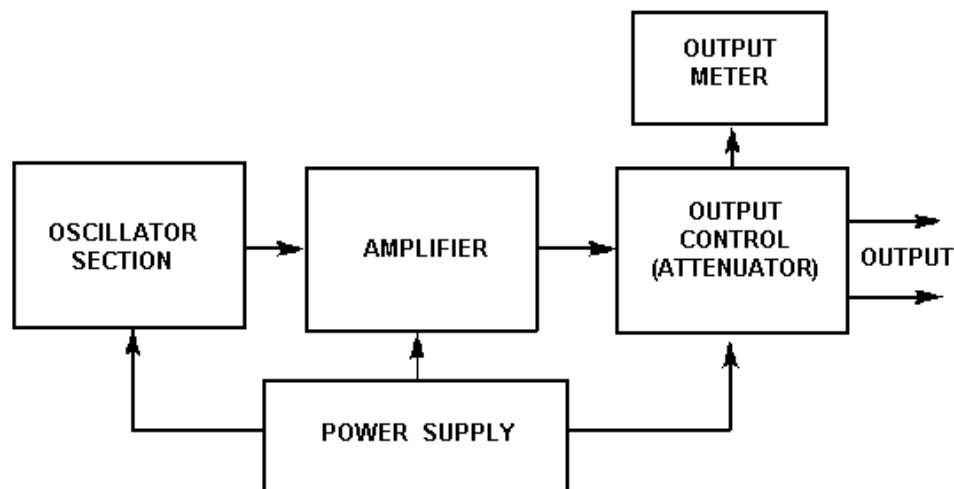 OUTPUT
METER
OSCILLATOR
SECTION
AMPLIFIER
OUTPUT
CONTROL
(ATTENUATOR)
OUTPUT
POWER SUPPLY